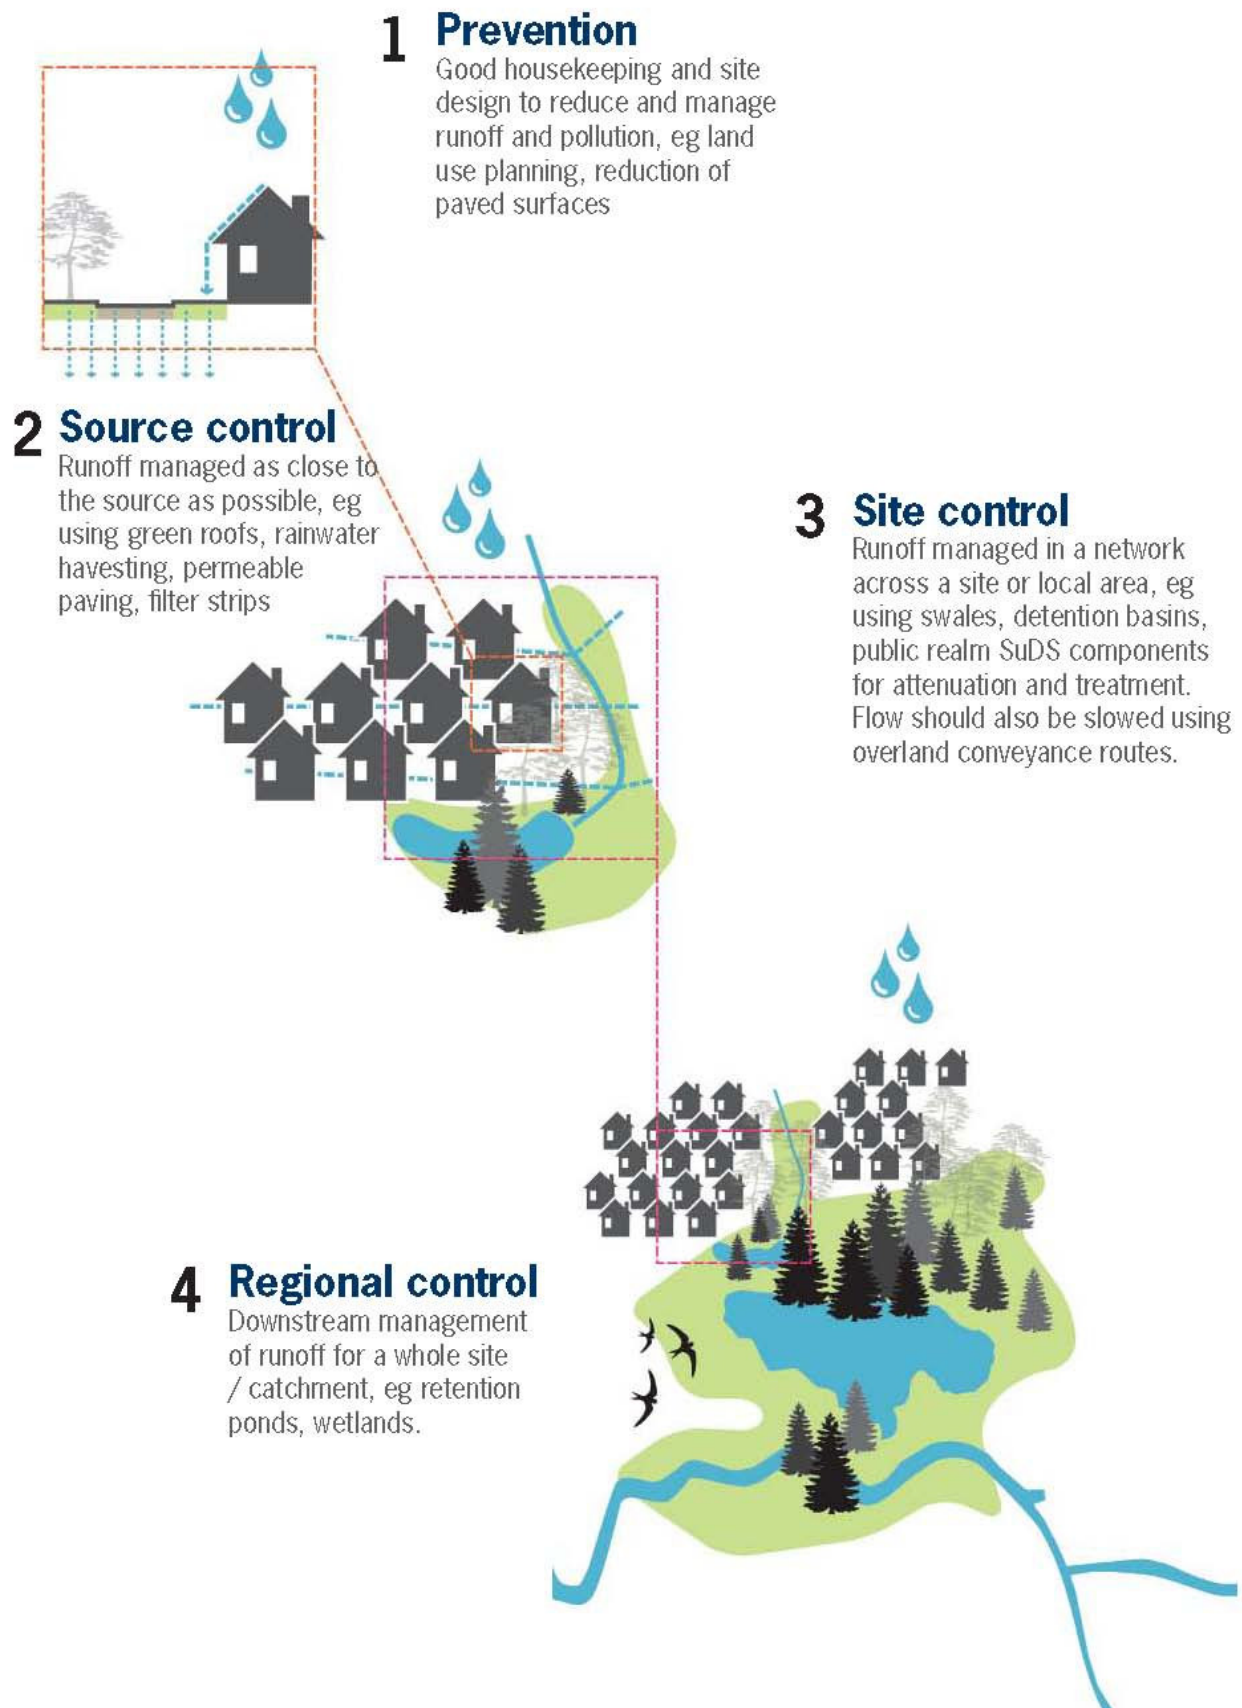 1 Prevention
Good housekeeping and site
design to reduce and manage
runoff and pollution, eg land
use planning, reduction of
paved surfaces
2 Source control
Runoff managed as close to
the source as possible, eg
using green roofs, rainwater
havesting, permeable
paving, filter strips
3 Site control
Runoff managed in a network
across a site or local area, eg
using swales, detention basins,
public realm SuDS components
for attenuation and treatment.
Flow should also be slowed using
overland conveyance routes.
4 Regional control
Downstream management
of runoff for a whole site
/ catchment, eg retention
ponds, wetlands.